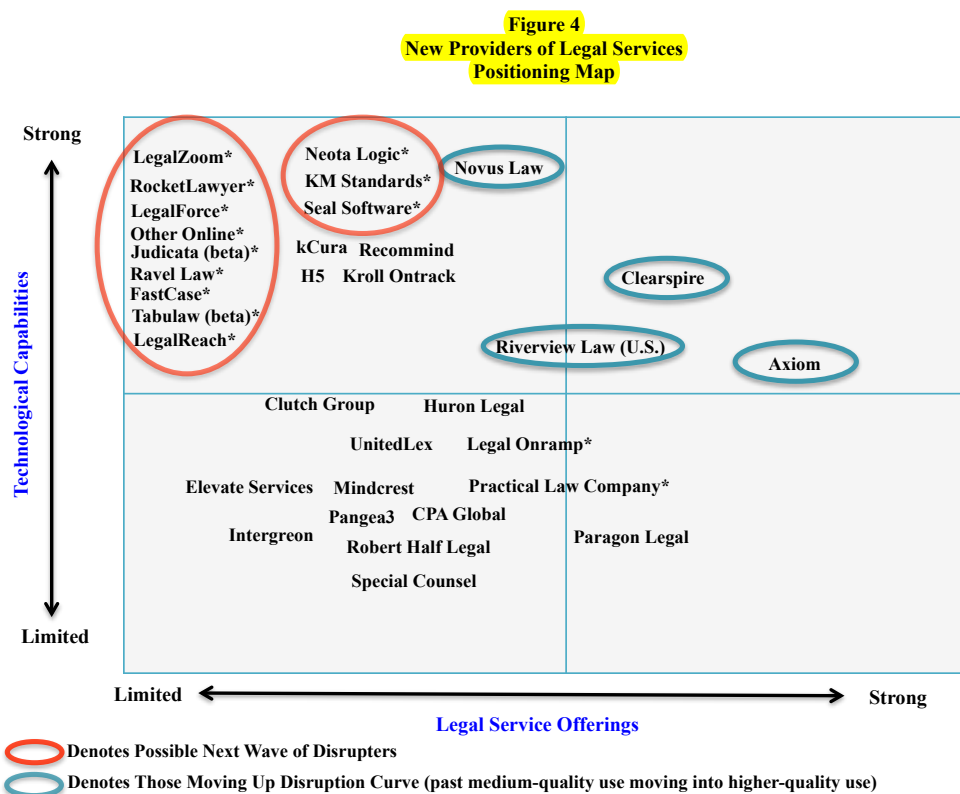 Figure 4
New Providers of Legal Services
Positioning Map
Strong
Technological Capabilities
Limited
LegalZoom*
RocketLawyer*
LegalForce*
Other Online*
Judicata (beta)*
Ravel Law*
FastCase*
Tabulaw (beta)*
LegalReach*
Neota Logic*
KM Standards*
Seal Software*
Novus Law
kCura Recommind
H5 Kroll Ontrack
Clearspire
Riverview Law (U.S.)
Axiom
Clutch Group Huron Legal
UnitedLex Legal Onramp*
Elevate Services Mindcrest Practical Law Company*
Pangea3 CPA Global
Intergreon Robert Half Legal Paragon Legal
Special Counsel
Limited Strong
Legal Service Offerings
Denotes Possible Next Wave of Disrupters
Denotes Those Moving Up Disruption Curve (past medium-quality use moving into higher-quality use)